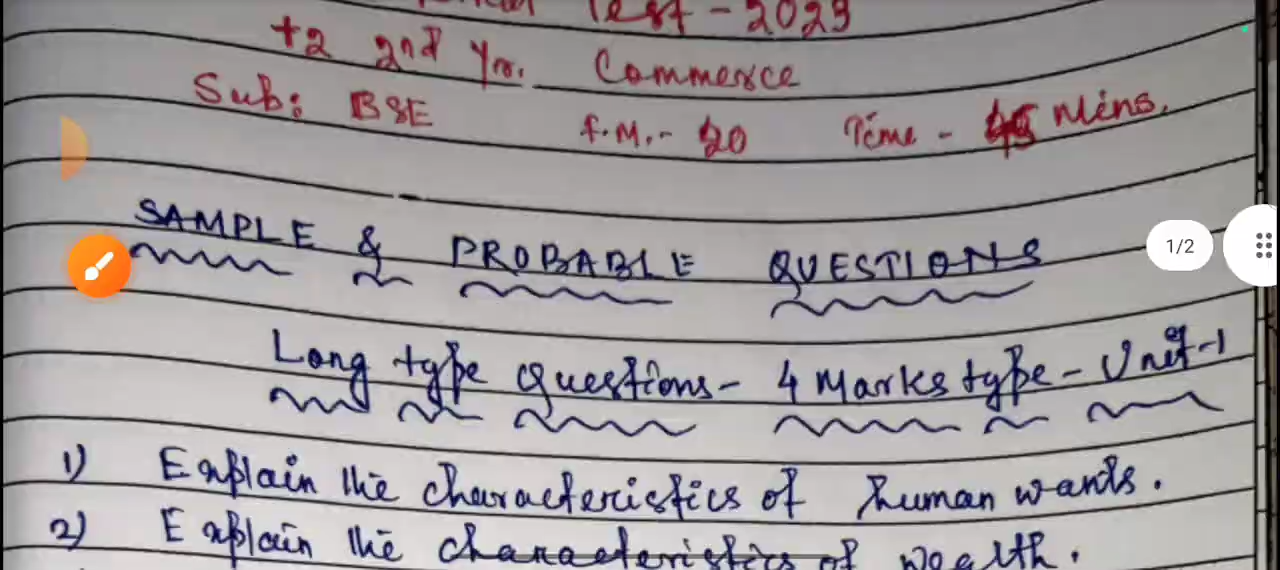 Test - 2023
+2 2nd Yr. Commerce
Sub: BSE F.M.- 20 Time - 45 Mins.
SAMPLE & PROBABLE QUESTIONS
Long type questions - 4 Marks type - Unit-1
1) Explain the characteristics of human wants.
2) Explain the characteristics of wealth.
1/2